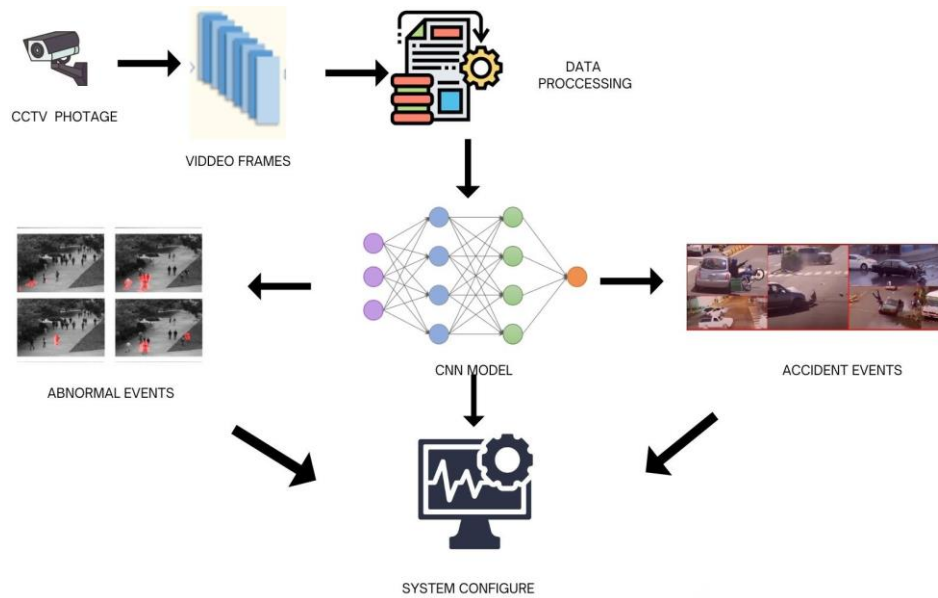 CCTV PHOTAGE
VIDDEO FRAMES
DATA
PROCCESSING
ABNORMAL EVENTS
CNN MODEL
ACCIDENT EVENTS
SYSTEM CONFIGURE